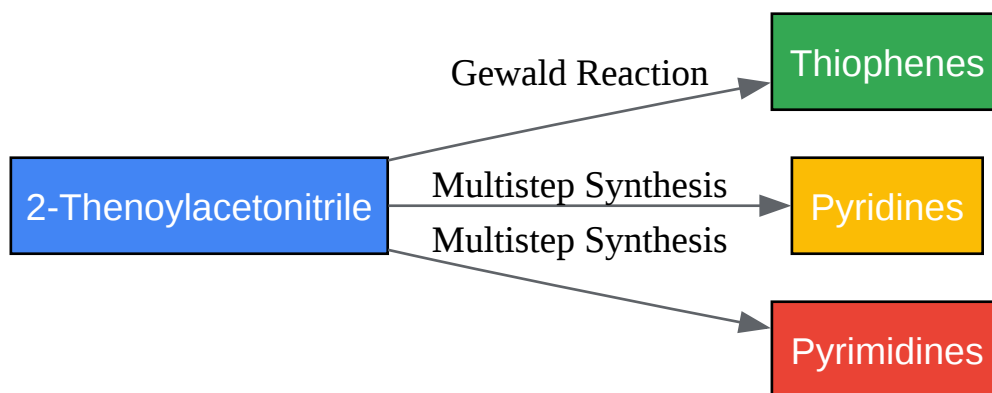 Thiophenes
Gewald Reaction
2-Thenoylacetonitrile
Multistep Synthesis
Pyridines
Multistep Synthesis
Pyrimidines